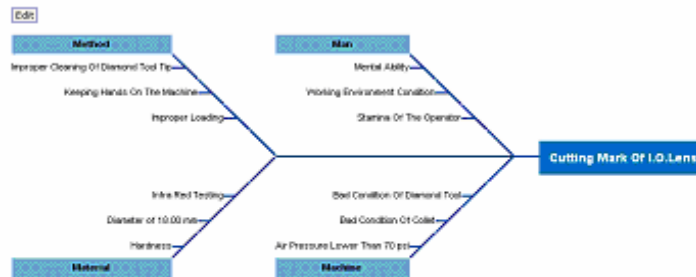 Edit
Method
Man
Improper Cleaning Of Diamond Tool Tip
Keeping Hands On The Machine
Improper Loading
Mental Ability
Working Environment Condition
Stamina Of The Operator
Cutting Mark Of I.O.Lens
Infra Red Testing
Diameter of 18.00 mm
Hardness
Bad Condition Of Diamond Tool
Bad Condition Of Collet
Air Pressure Lower Than 70 psi
Material
Machine